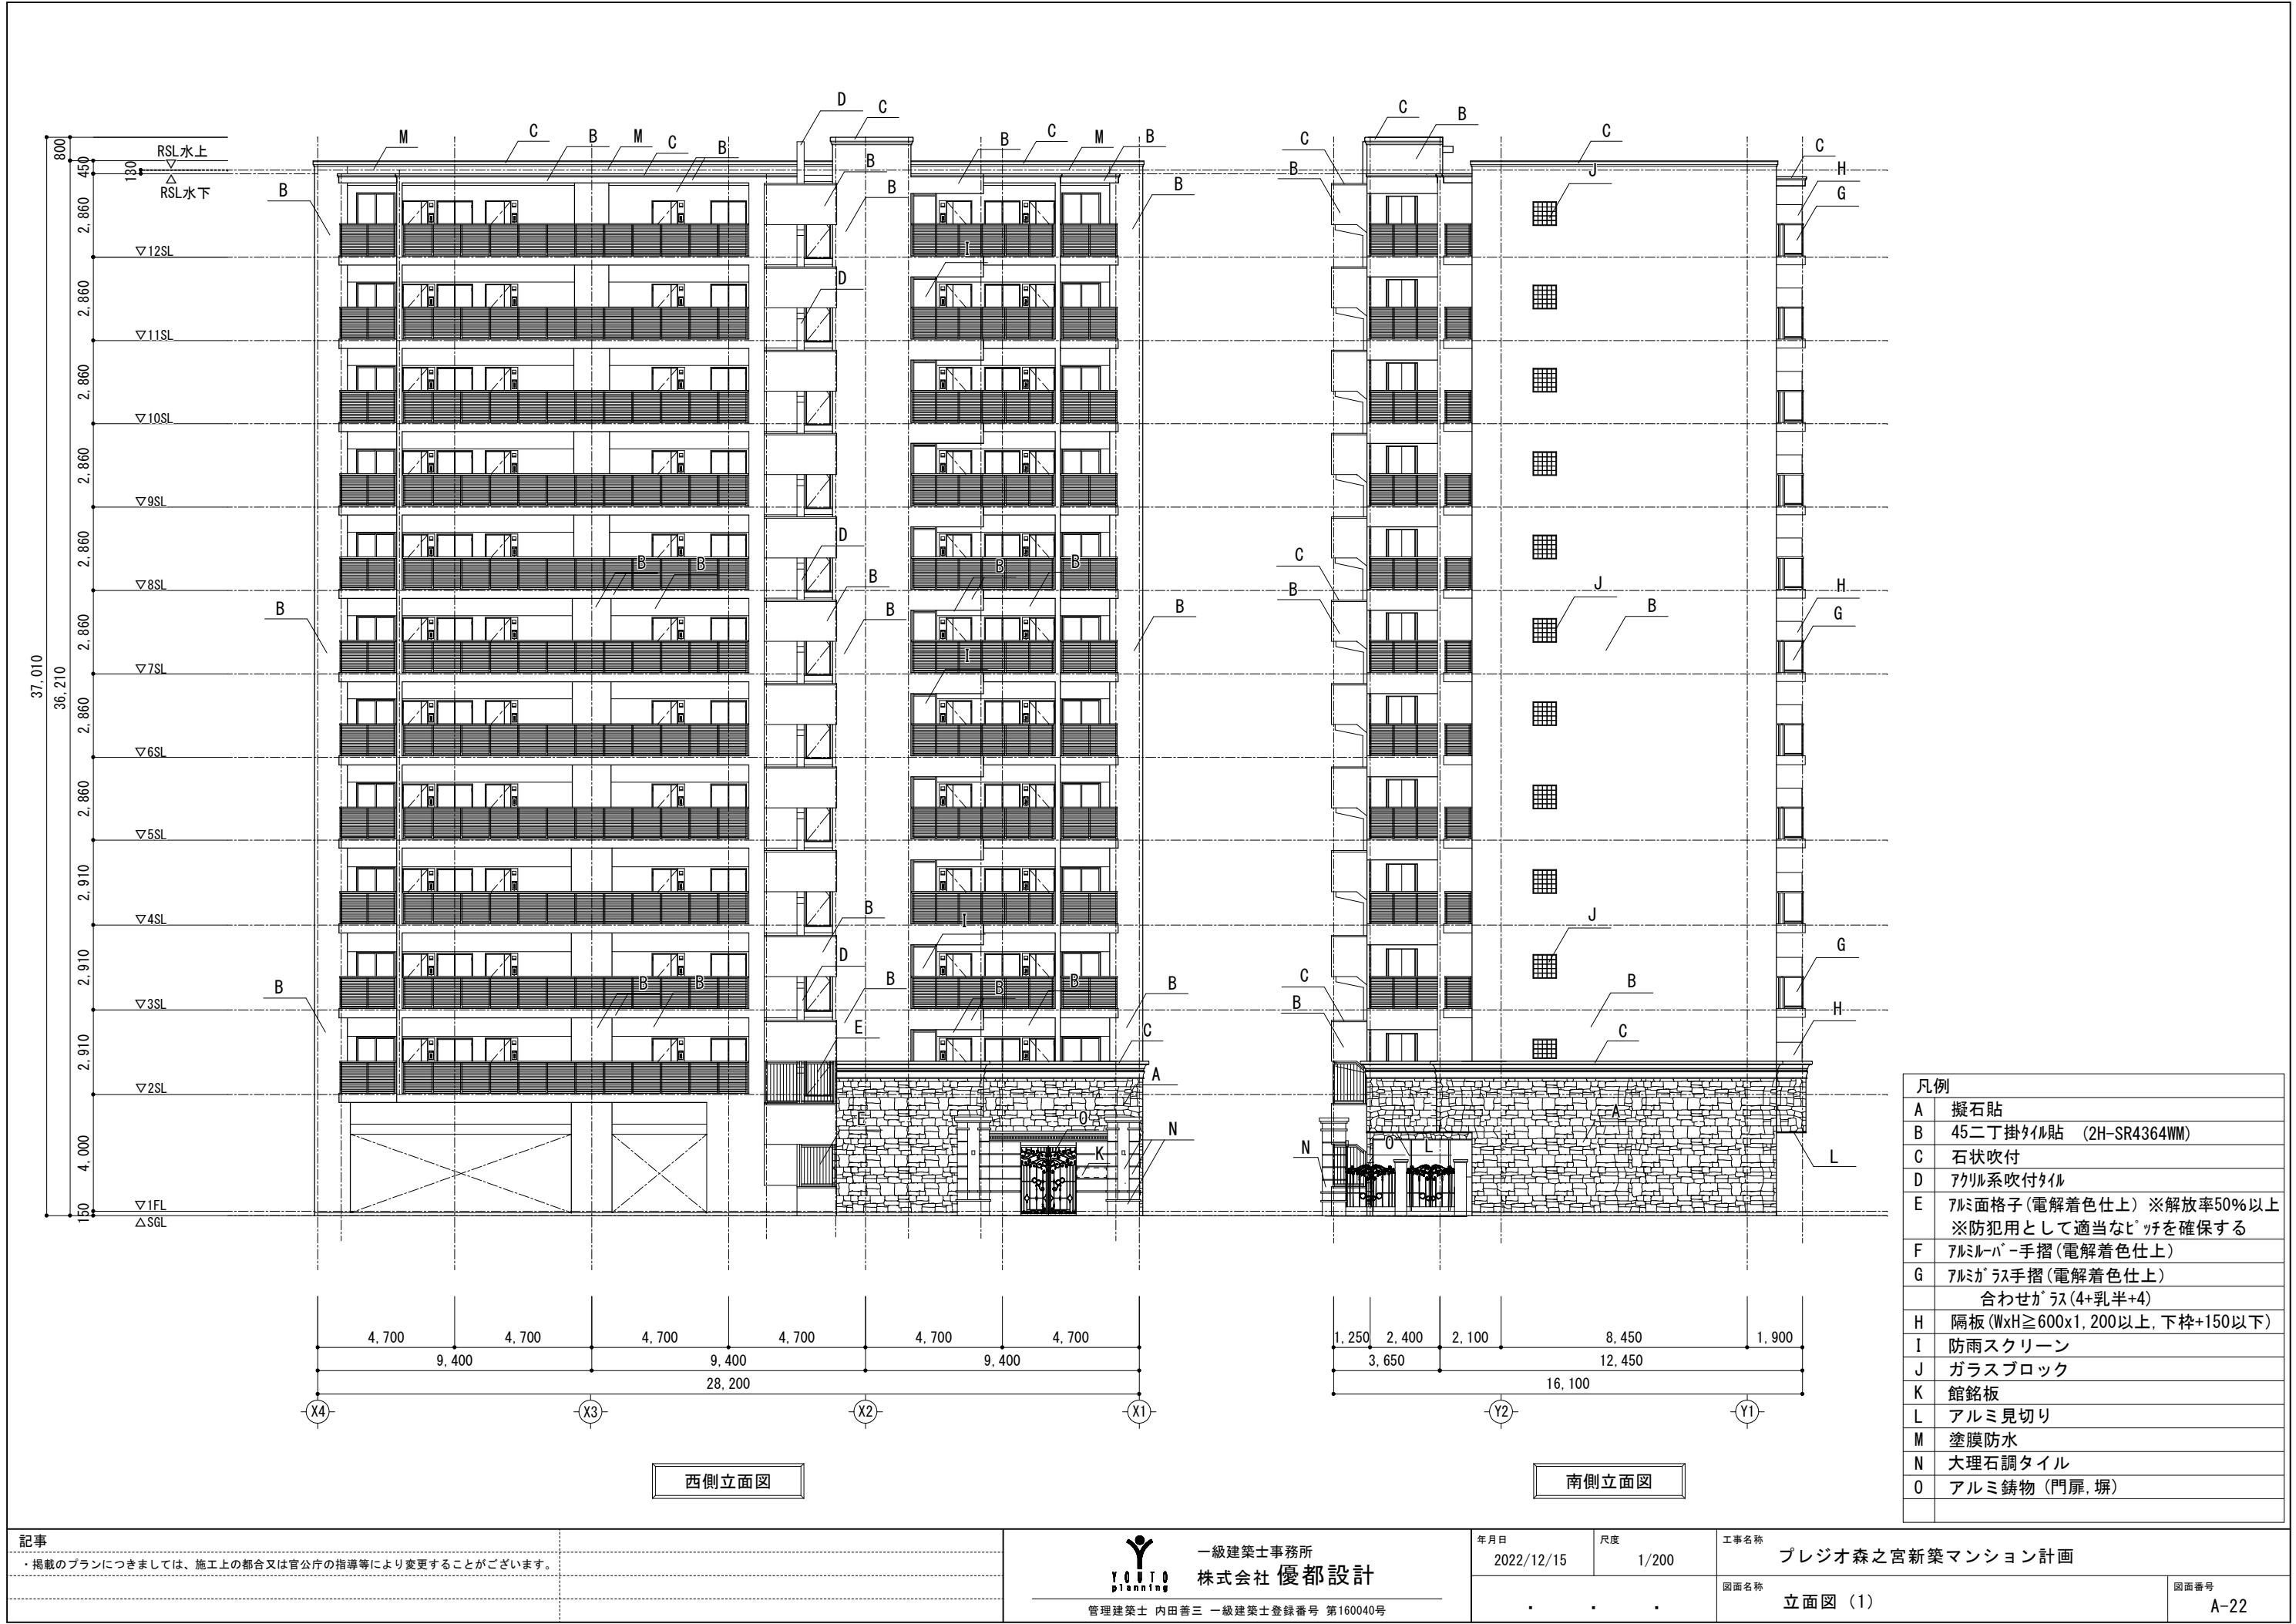 D
C
M
C
B
M
C
B
B
C
M
B
C
B
C
C
C
800
RSL水上
450
130
RSL水下
B
B
B
B
B
J
H
G
2,860
▽12SL
I
D
2,860
▽11SL
2,860
▽10SL
2,860
▽9SL
D
2,860
B
B
B
B
B
C
▽8SL
J
H
B
B
B
B
B
G
2,860
37,010
36,210
▽7SL
I
2,860
▽6SL
2,860
▽5SL
2,910
▽4SL
B
I
J
D
G
2,910
B
B
B
B
B
B
B
C
B
B
▽3SL
H
E
C
C
2,910
A
▽2SL
A
E
O
N
N
O
L
K
L
4,000
▽1FL
150
△SGL
4,700
4,700
4,700
4,700
4,700
4,700
9,400
9,400
9,400
28,200
X4
X3
X2
X1
1,250
2,400
2,100
8,450
1,900
3,650
12,450
16,100
Y2
Y1
西側立面図
南側立面図
凡例
A 擬石貼
B 45二丁掛ﾀｲﾙ貼 (2H-SR4364WM)
C 石状吹付
D ｱｸﾘﾙ系吹付ﾀｲﾙ
E ｱﾙﾐ面格子(電解着色仕上) ※解放率50%以上
※防犯用として適当なﾋﾟｯﾁを確保する
F ｱﾙﾐﾙｰﾊﾞｰ手摺(電解着色仕上)
G ｱﾙﾐｶﾞﾗｽ手摺(電解着色仕上)
合わせｶﾞﾗｽ(4+乳半+4)
H 隔板(WxH≧600x1,200以上,下枠+150以下)
I 防雨スクリーン
J ガラスブロック
K 館銘板
L アルミ見切り
M 塗膜防水
N 大理石調タイル
O アルミ鋳物 (門扉,塀)
記事
・掲載のプランにつきましては、施工上の都合又は官公庁の指導等により変更することがございます。
YOUTO
planning
一級建築士事務所
株式会社 優都設計
管理建築士 内田善三 一級建築士登録番号 第160040号
年月日
2022/12/15
尺度
1/200
工事名称
プレジオ森之宮新築マンション計画
図面名称
立面図 (1)
図面番号
A-22